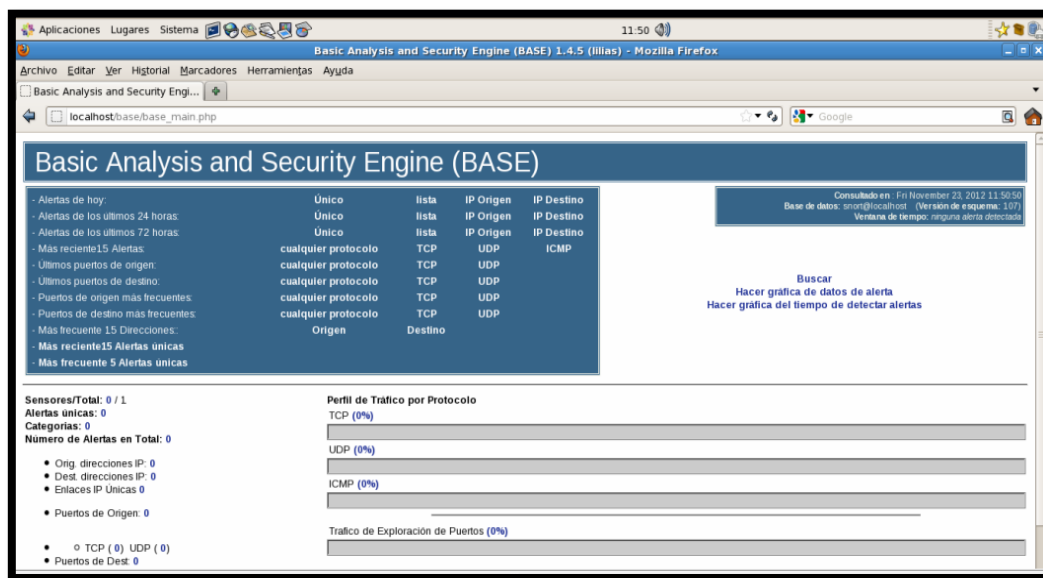 Aplicaciones Lugares Sistema 11:50
Basic Analysis and Security Engine (BASE) 1.4.5 (lilias) - Mozilla Firefox
Archivo Editar Ver Historial Marcadores Herramientas Ayuda
Basic Analysis and Security Engi...
localhost/base/base_main.php Google
Basic Analysis and Security Engine (BASE)
- Alertas de hoy: Único lista IP Origen IP Destino
- Alertas de los últimos 24 horas: Único lista IP Origen IP Destino
- Alertas de los últimos 72 horas: Único lista IP Origen IP Destino
- Más reciente15 Alertas: cualquier protocolo TCP UDP ICMP
- Últimos puertos de origen: cualquier protocolo TCP UDP
- Últimos puertos de destino: cualquier protocolo TCP UDP
- Puertos de origen más frecuentes: cualquier protocolo TCP UDP
- Puertos de destino más frecuentes: cualquier protocolo TCP UDP
- Más frecuente 15 Direcciones:: Origen Destino
- Más reciente15 Alertas únicas
- Más frecuente 5 Alertas únicas
Consultado en : Fri November 23, 2012 11:50:50
Base de datos: snort@localhost (Versión de esquema: 107)
Ventana de tiempo: ninguna alerta detectada
Buscar
Hacer gráfica de datos de alerta
Hacer gráfica del tiempo de detectar alertas
Sensores/Total: 0 / 1
Alertas únicas: 0
Categorias: 0
Número de Alertas en Total: 0
Orig. direcciones IP: 0
Dest. direcciones IP: 0
Enlaces IP Únicas 0
Puertos de Origen: 0
TCP ( 0) UDP ( 0)
Puertos de Dest: 0
Perfil de Tráfico por Protocolo
TCP (0%)
UDP (0%)
ICMP (0%)
Trafico de Exploración de Puertos (0%)